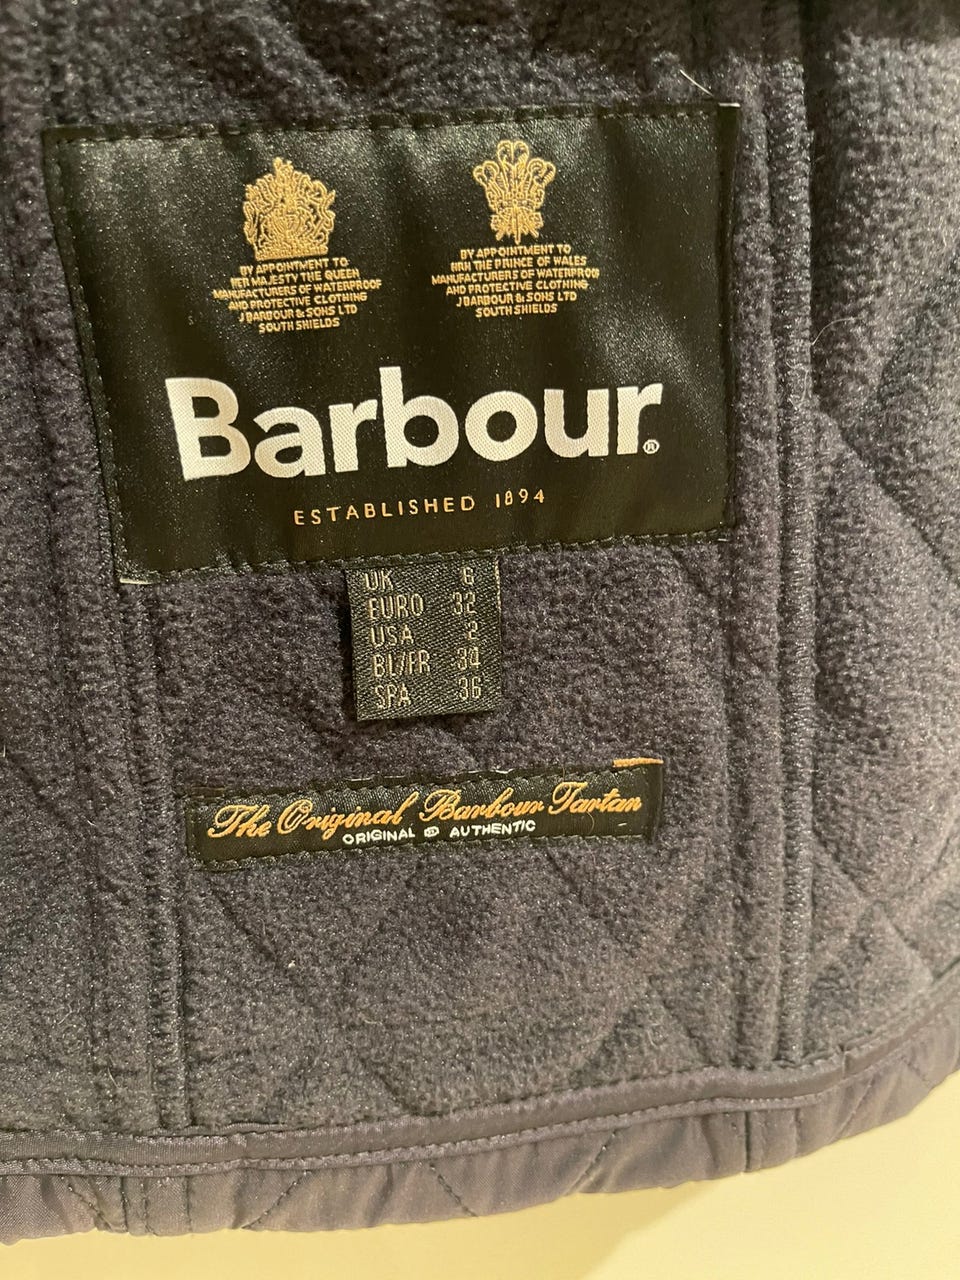 BY APPOINTMENT TO
HER MAJESTY THE QUEEN
MANUFACTURERS OF WATERPROOF
AND PROTECTIVE CLOTHING
J BARBOUR & SONS LTD
SOUTH SHIELDS
BY APPOINTMENT TO
HRH THE PRINCE OF WALES
MANUFACTURERS OF WATERPROOF
AND PROTECTIVE CLOTHING
J BARBOUR & SONS LTD
SOUTH SHIELDS
Barbour®
ESTABLISHED 1894
UK 6
EURO 32
USA 2
BL/FR 34
SPA 36
The Original Barbour Tartan
ORIGINAL AUTHENTIC